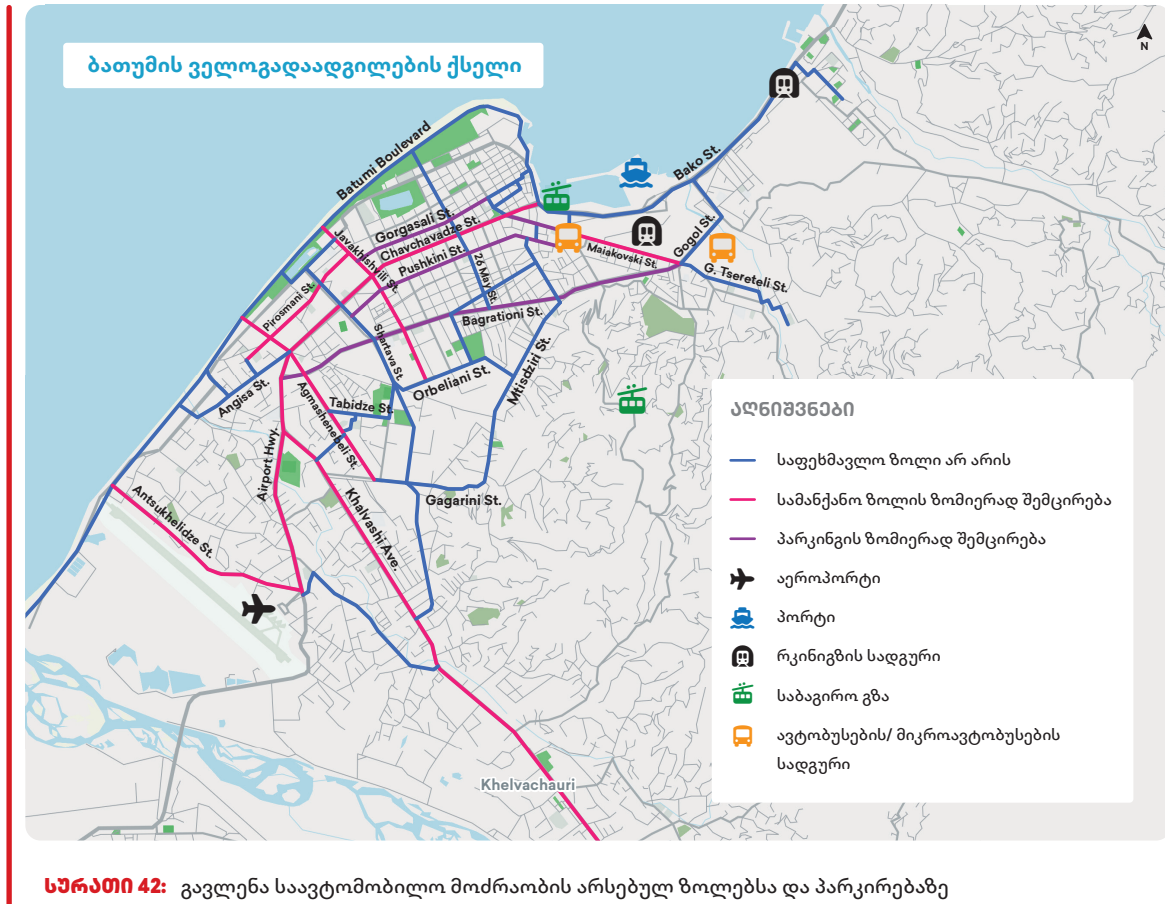 ბათუმის ველოგადაადგილების ქსელი
N
Batumi Boulevard
Bako St.
Gorgasali St.
Chavchavadze St.
Javakhishvili St.
Pushkini St.
26 May St.
Maiakovski St.
Gogol St.
G. Tsereteli St.
Pirosmani St.
Bagrationi St.
Shartava St.
Mtisdziri St.
Orbeliani St.
Angisa St.
Agmashenebeli St.
Tabidze St.
Airport Hwy.
Khalvashi Ave.
Gagarini St.
Antsukhelidze St.
Khelvachauri
აღნიშვნები
საფეხმავლო ზოლი არ არის
სამანქანო ზოლის ზომიერად შემცირება
პარკინგის ზომიერად შემცირება
აეროპორტი
პორტი
რკინიგზის სადგური
საბაგირო გზა
ავტობუსების/ მიკროავტობუსების
სადგური
სურათი 42: გავლენა საავტომობილო მოძრაობის არსებულ ზოლებსა და პარკირებაზე